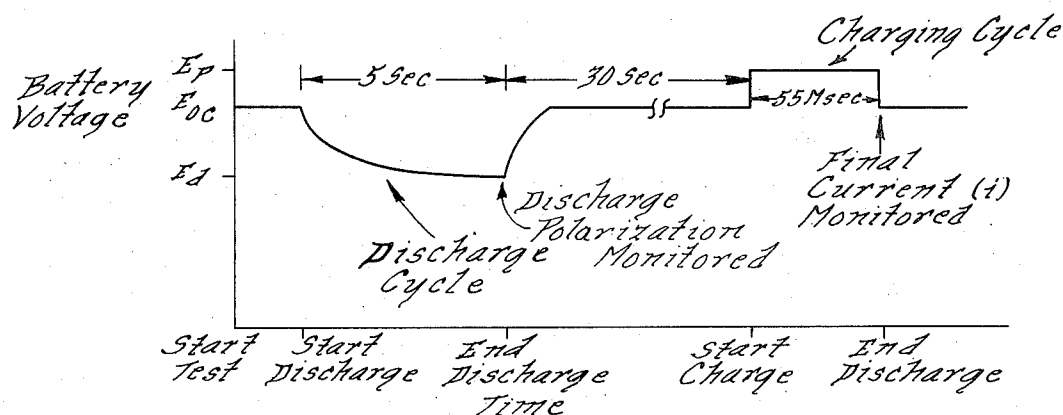 Charging Cycle
Battery
Voltage
Ep
Eoc
Ed
5 Sec
30 Sec
55 Msec
Discharge
Cycle
Discharge
Polarization
Monitored
Final
Current (i)
Monitored
Start
Test
Start
Discharge
End
Discharge
Time
Start
Charge
End
Discharge